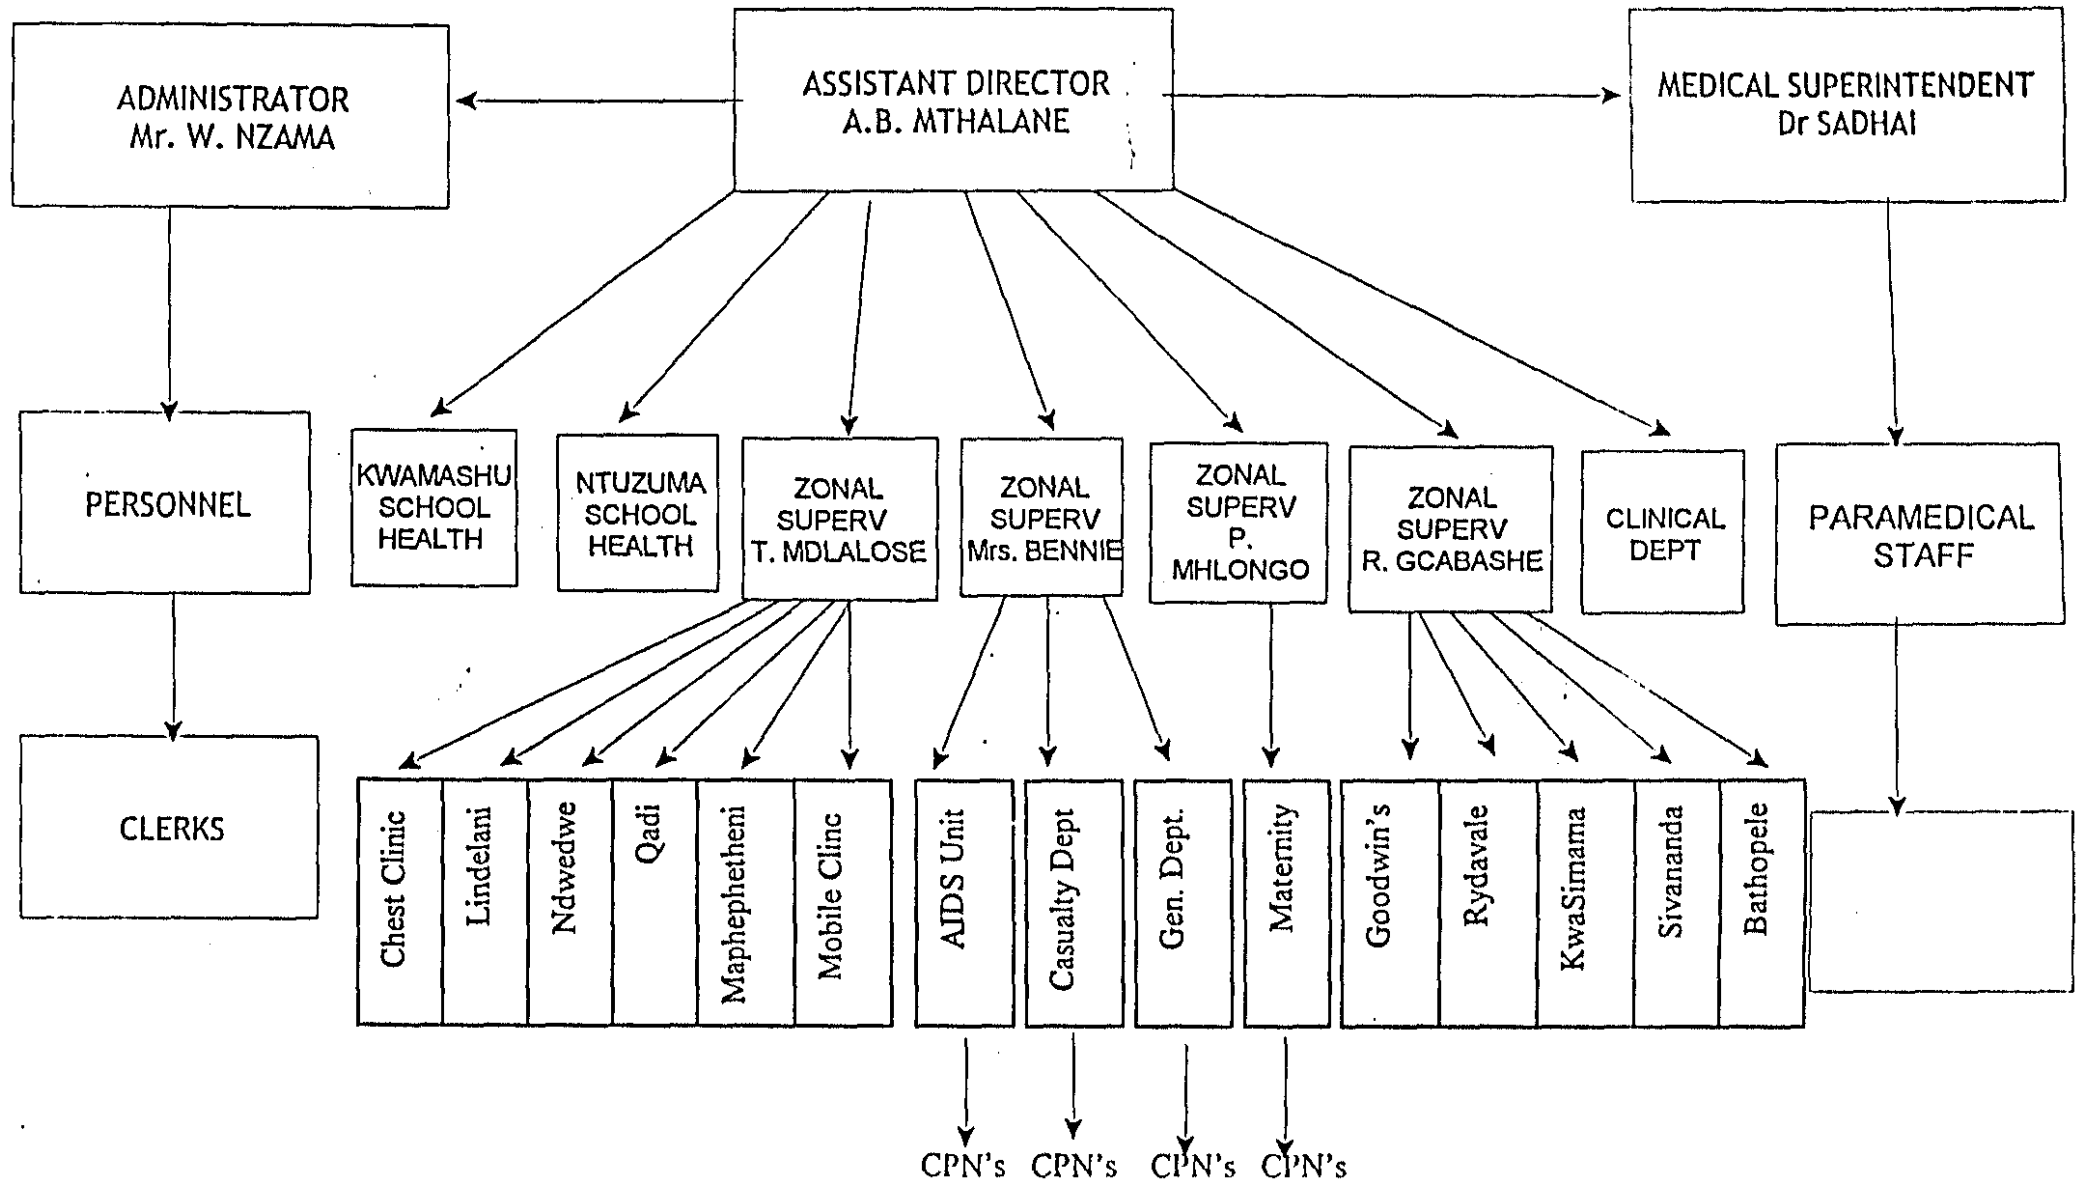 ADMINISTRATOR
Mr. W. NZAMA
ASSISTANT DIRECTOR
A.B. MTHALANE
MEDICAL SUPERINTENDENT
Dr SADHAI
PERSONNEL
KWAMASHU
SCHOOL
HEALTH
NTUZUMA
SCHOOL
HEALTH
ZONAL
SUPERV
T. MDLALOSE
ZONAL
SUPERV
Mrs. BENNIE
ZONAL
SUPERV
P.
MHLONGO
ZONAL
SUPERV
R. GCABASHE
CLINICAL
DEPT
PARAMEDICAL
STAFF
CLERKS
Chest Clinic
Lindelani
Ndwedwe
Qadi
Maphephetheni
Mobile Clinc
AIDS Unit
Casualty Dept
Gen. Dept.
Maternity
Goodwin's
Rydavale
KwaSimama
Sivananda
Bathopele
CPN's
CPN's
CPN's
CPN's